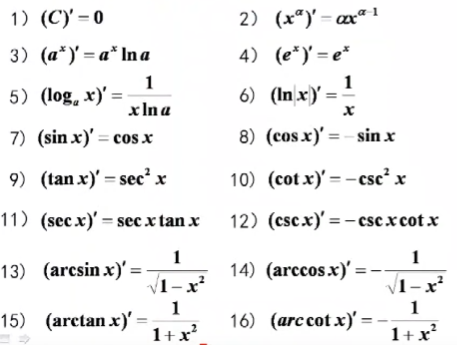 1) (C)′ = 0 2) (x^α)′ = αx^(α-1)
3) (a^x)′ = a^x ln a 4) (e^x)′ = e^x
5) (log_a x)′ = 1/(x ln a) 6) (ln|x|)′ = 1/x
7) (sin x)′ = cos x 8) (cos x)′ = − sin x
9) (tan x)′ = sec² x 10) (cot x)′ = −csc² x
11) (sec x)′ = sec x tan x 12) (csc x)′ = −csc x cot x
13) (arcsin x)′ = 1/√(1−x²) 14) (arccos x)′ = −1/√(1−x²)
15) (arctan x)′ = 1/(1+x²) 16) (arc cot x)′ = −1/(1+x²)